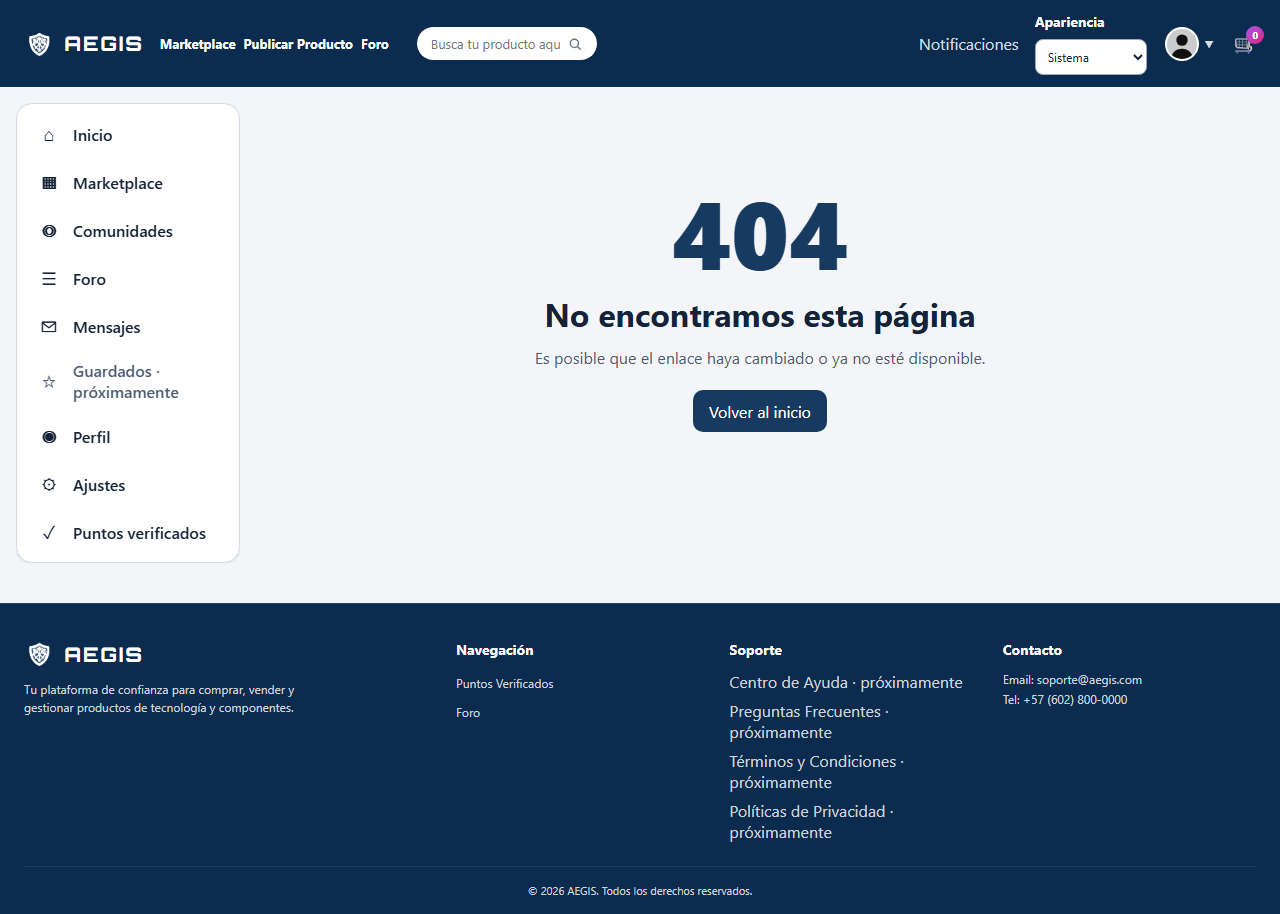 AEGIS Marketplace Publicar Producto Foro Busca tu producto aqu Notificaciones
Apariencia
Sistema
0
Inicio
Marketplace
Comunidades
Foro
Mensajes
Guardados ·
próximamente
Perfil
Ajustes
Puntos verificados
404
No encontramos esta página
Es posible que el enlace haya cambiado o ya no esté disponible.
Volver al inicio
AEGIS
Tu plataforma de confianza para comprar, vender y
gestionar productos de tecnología y componentes.
Navegación
Puntos Verificados
Foro
Soporte
Centro de Ayuda · próximamente
Preguntas Frecuentes ·
próximamente
Términos y Condiciones ·
próximamente
Políticas de Privacidad ·
próximamente
Contacto
Email: soporte@aegis.com
Tel: +57 (602) 800-0000
© 2026 AEGIS. Todos los derechos reservados.